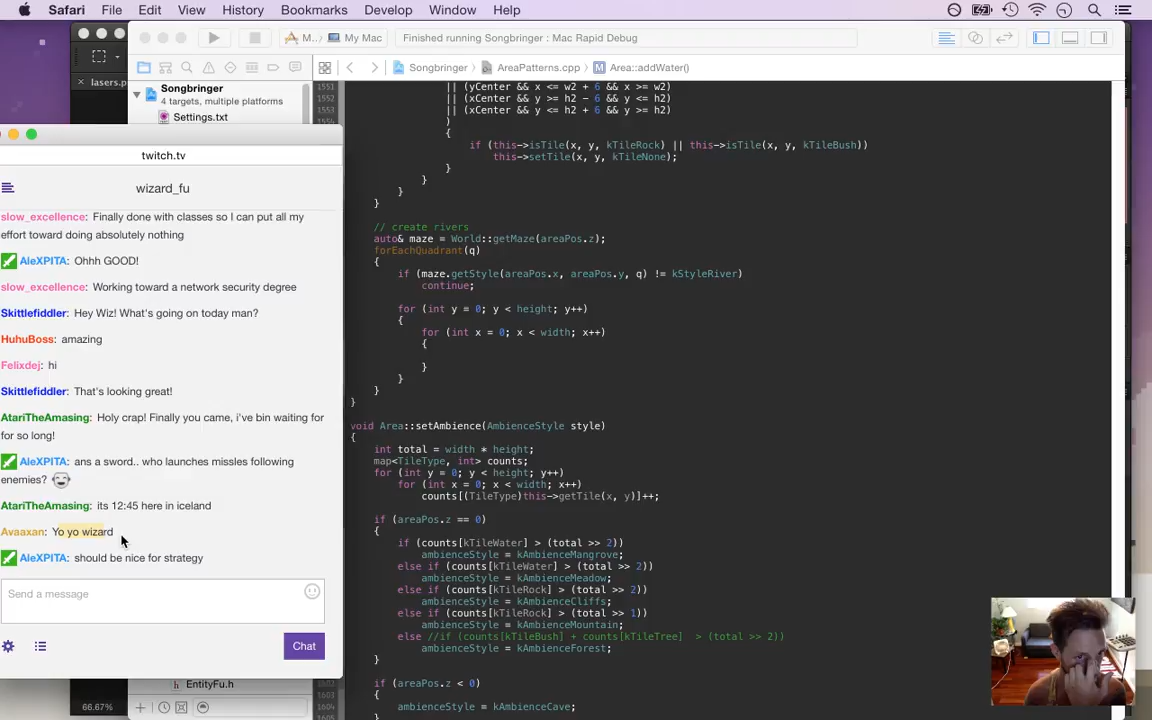 Safari File Edit View History Bookmarks Develop Window Help
M... My Mac Finished running Songbringer : Mac Rapid Debug
lasers.p
Songbringer AreaPatterns.cpp Area::addWater()
Songbringer
4 targets, multiple platforms
Settings.txt
twitch.tv
wizard_fu
slow_excellence: Finally done with classes so I can put all my
effort toward doing absolutely nothing
AleXPITA: Ohhh GOOD!
slow_excellence: Working toward a network security degree
Skittlefiddler: Hey Wiz! What's going on today man?
HuhuBoss: amazing
Felixdej: hi
Skittlefiddler: That's looking great!
AtariTheAmasing: Holy crap! Finally you came, i've bin waiting for
for so long!
AleXPITA: ans a sword.. who launches missles following
enemies?
AtariTheAmasing: its 12:45 here in iceland
Avaaxan: Yo yo wizard
AleXPITA: should be nice for strategy
Send a message
Chat
EntityFu.h
66.67%
1551 || (yCenter && x <= w2 + 6 && x >= w2)
1552 || (xCenter && y >= h2 - 6 && y <= h2)
1553 || (xCenter && y <= h2 + 6 && y >= h2)
1554 )
{
if (this->isTile(x, y, kTileRock) || this->isTile(x, y, kTileBush))
this->setTile(x, y, kTileNone);
}
}
}
}
// create rivers
auto& maze = World::getMaze(areaPos.z);
forEachQuadrant(q)
{
if (maze.getStyle(areaPos.x, areaPos.y, q) != kStyleRiver)
continue;
for (int y = 0; y < height; y++)
{
for (int x = 0; x < width; x++)
{
}
}
}
}
void Area::setAmbience(AmbienceStyle style)
{
int total = width * height;
map<TileType, int> counts;
for (int y = 0; y < height; y++)
for (int x = 0; x < width; x++)
counts[(TileType)this->getTile(x, y)]++;
if (areaPos.z == 0)
{
if (counts[kTileWater] > (total >> 2))
ambienceStyle = kAmbienceMangrove;
else if (counts[kTileWater] > (total >> 2))
ambienceStyle = kAmbienceMeadow;
else if (counts[kTileRock] > (total >> 2))
ambienceStyle = kAmbienceCliffs;
else if (counts[kTileRock] > (total >> 1))
ambienceStyle = kAmbienceMountain;
else //if (counts[kTileBush] + counts[kTileTree] > (total >> 2))
ambienceStyle = kAmbienceForest;
}
if (areaPos.z < 0)
1603 {
1604 ambienceStyle = kAmbienceCave;
1605 }